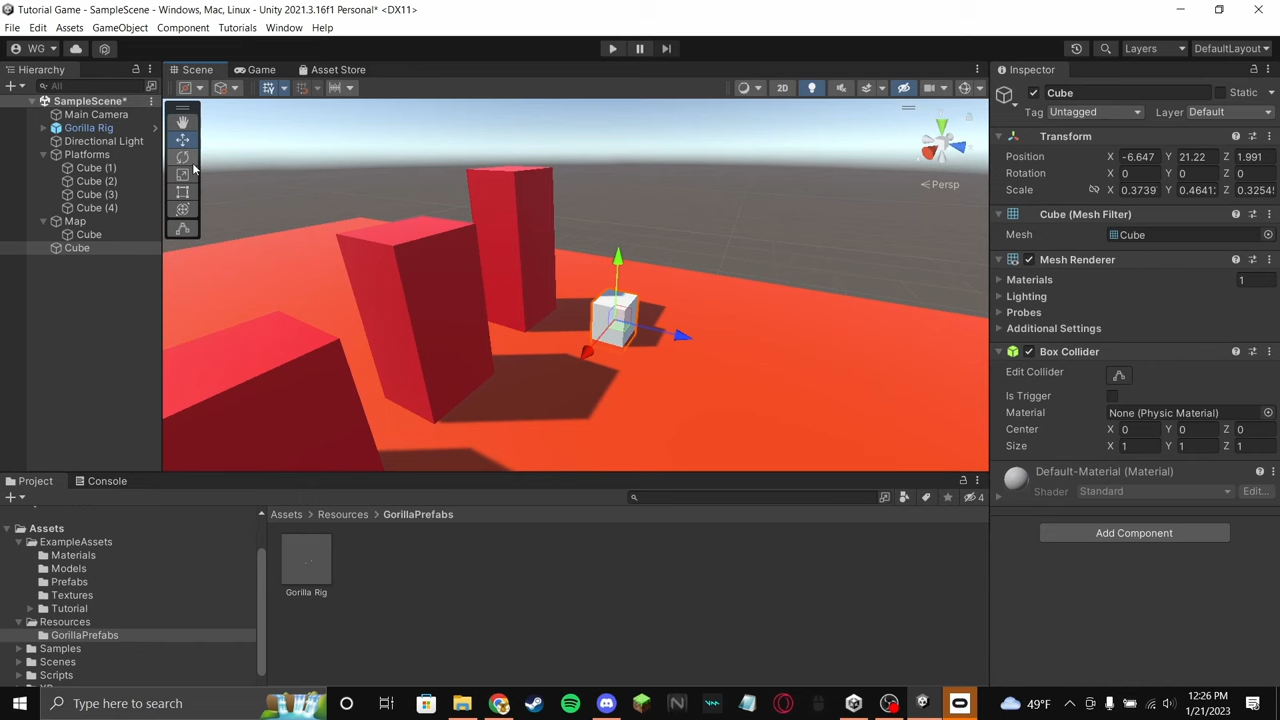 Tutorial Game - SampleScene - Windows, Mac, Linux - Unity 2021.3.16f1 Personal* <DX11>
File Edit Assets GameObject Component Tutorials Window Help
WG Layers DefaultLayout
Hierarchy Scene Game Asset Store Inspector
All 2D
SampleScene*
Main Camera
Gorilla Rig
Directional Light
Platforms
Cube (1)
Cube (2)
Cube (3)
Cube (4)
Map
Cube
Cube
Persp
Cube Static
Tag Untagged Layer Default
Transform
Position X -6.647 Y 21.22 Z 1.991
Rotation X 0 Y 0 Z 0
Scale X 0.3739 Y 0.4641 Z 0.3254
Cube (Mesh Filter)
Mesh Cube
Mesh Renderer
Materials 1
Lighting
Probes
Additional Settings
Box Collider
Edit Collider
Is Trigger
Material None (Physic Material)
Center X 0 Y 0 Z 0
Size X 1 Y 1 Z 1
Default-Material (Material)
Shader Standard Edit...
Add Component
Project Console
4
Assets
ExampleAssets
Materials
Models
Prefabs
Textures
Tutorial
Resources
GorillaPrefabs
Samples
Scenes
Scripts
Assets > Resources > GorillaPrefabs
Gorilla Rig
Type here to search
49°F
12:26 PM
1/21/2023